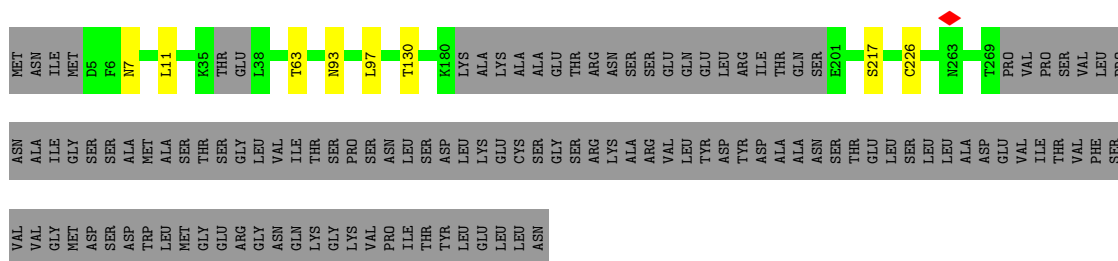 MET ASN ILE MET D5 F6 N7 L11 K35 THR GLU L38 T63 N93 L97 T130 K180 LYS ALA LYS ALA ALA GLU THR ARG ASN SER SER GLU GLN GLU LEU ARG ILE THR GLN SER E201 S217 C226 N263 T269 PRO VAL PRO SER VAL LEU PRO
ASN ALA ILE GLY SER SER ALA MET ALA SER THR SER GLY LEU VAL ILE THR SER PRO SER ASN LEU SER ASP LEU LYS GLU CYS SER GLY SER ARG LYS ALA ARG VAL LEU TYR ASP TYR ASP ALA ALA ASN SER THR GLU LEU SER LEU LEU ALA ASP GLU VAL ILE THR VAL PHE SER
VAL VAL GLY MET ASP SER ASP TRP LEU MET GLY GLU ARG GLY ASN GLN LYS GLY LYS VAL PRO ILE THR TYR LEU GLU LEU LEU ASN